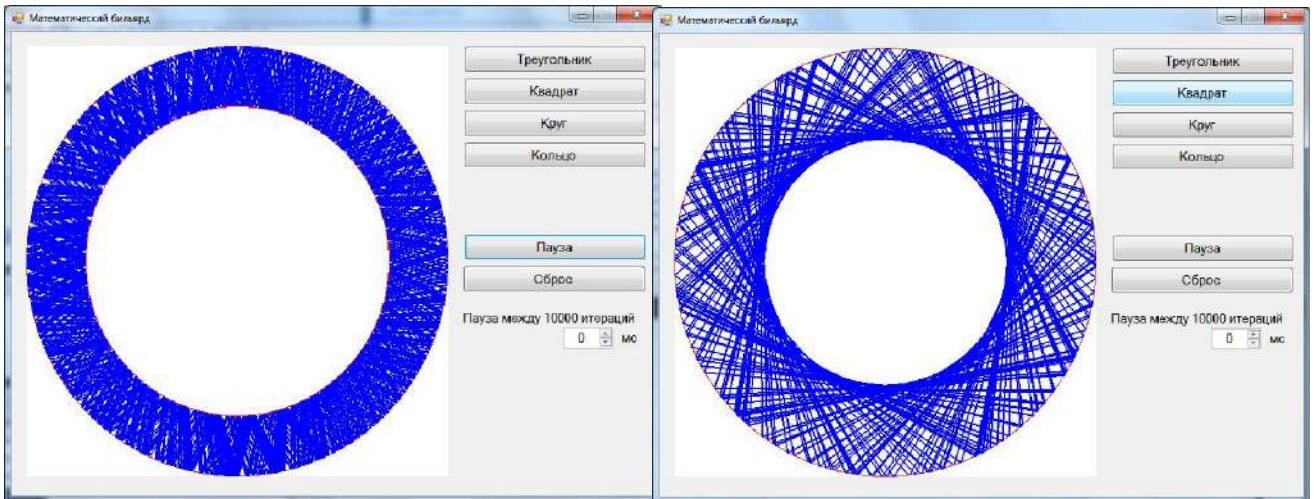 Математический бильярд
Треугольник
Квадрат
Круг
Кольцо
Пауза
Сброс
Пауза между 10000 итераций
0 мс
Математический бильярд
Треугольник
Квадрат
Круг
Кольцо
Пауза
Сброс
Пауза между 10000 итераций
0 мс